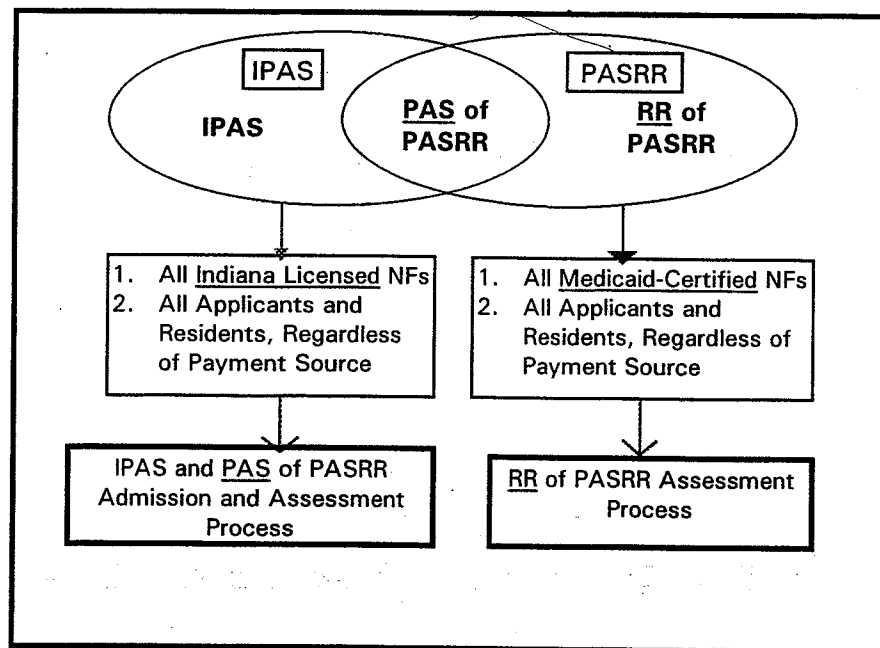 IPAS
PASRR
IPAS
PAS of
PASRR
RR of
PASRR
1. All Indiana Licensed NFs
2. All Applicants and
Residents, Regardless
of Payment Source
1. All Medicaid-Certified NFs
2. All Applicants and
Residents, Regardless of
Payment Source
IPAS and PAS of PASRR
Admission and Assessment
Process
RR of PASRR Assessment
Process